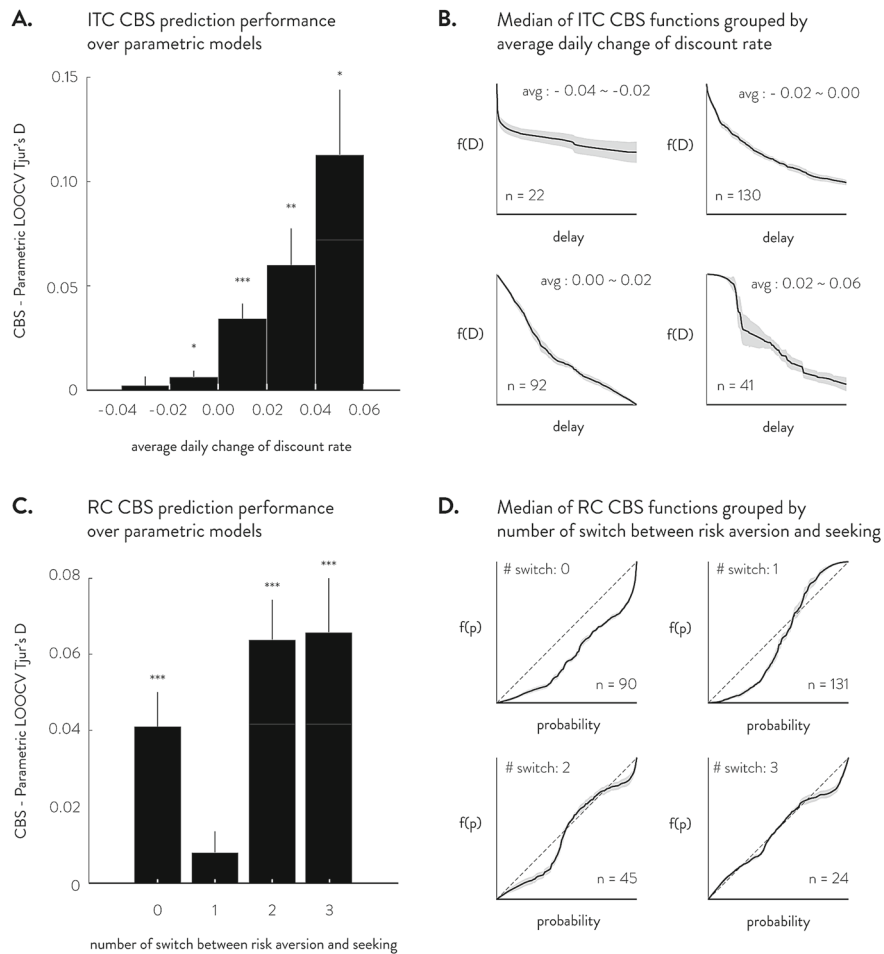 A.
ITC CBS prediction performance
over parametric models
CBS - Parametric LOOCV Tjur's D
0.15
0.10
0.05
0
*
***
**
*
-0.04 -0.02 0.00 0.02 0.04 0.06
average daily change of discount rate
B.
Median of ITC CBS functions grouped by
average daily change of discount rate
avg : - 0.04 ~ -0.02
f(D)
n = 22
delay
avg : - 0.02 ~ 0.00
f(D)
n = 130
delay
avg : 0.00 ~ 0.02
f(D)
n = 92
delay
avg : 0.02 ~ 0.06
f(D)
n = 41
delay
C.
RC CBS prediction performance
over parametric models
CBS - Parametric LOOCV Tjur's D
0.08
0.06
0.04
0.02
0
***
***
***
0 1 2 3
number of switch between risk aversion and seeking
D.
Median of RC CBS functions grouped by
number of switch between risk aversion and seeking
# switch: 0
f(p)
n = 90
probability
# switch: 1
f(p)
n = 131
probability
# switch: 2
f(p)
n = 45
probability
# switch: 3
f(p)
n = 24
probability